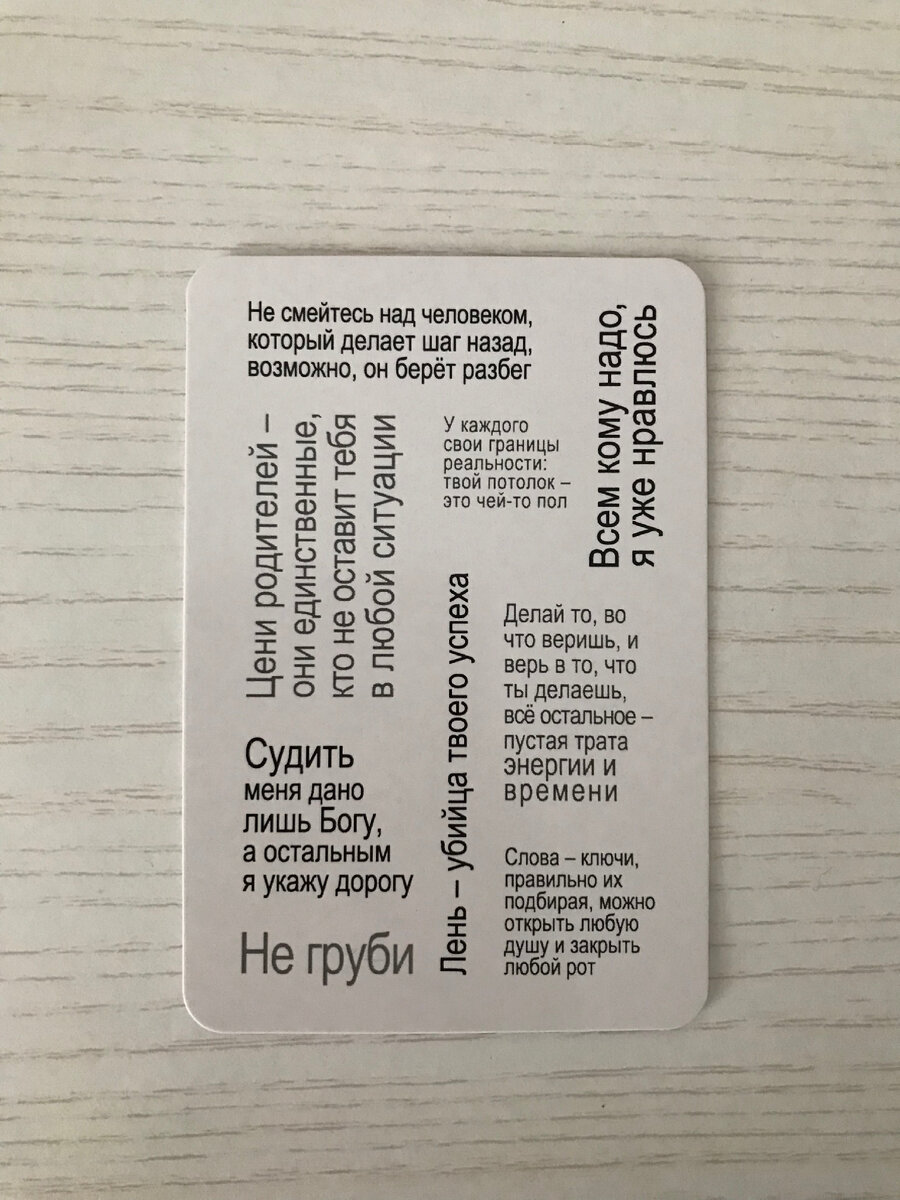 Не смейтесь над человеком,
который делает шаг назад,
возможно, он берёт разбег
Всем кому надо,
я уже нравлюсь
Цени родителей –
они единственные,
кто не оставит тебя
в любой ситуации
У каждого
свои границы
реальности:
твой потолок –
это чей-то пол
Лень – убийца твоего успеха
Делай то, во
что веришь, и
верь в то, что
ты делаешь,
всё остальное –
пустая трата
энергии и
времени
Судить
меня дано
лишь Богу,
а остальным
я укажу дорогу
Слова – ключи,
правильно их
подбирая, можно
открыть любую
душу и закрыть
любой рот
Не груби